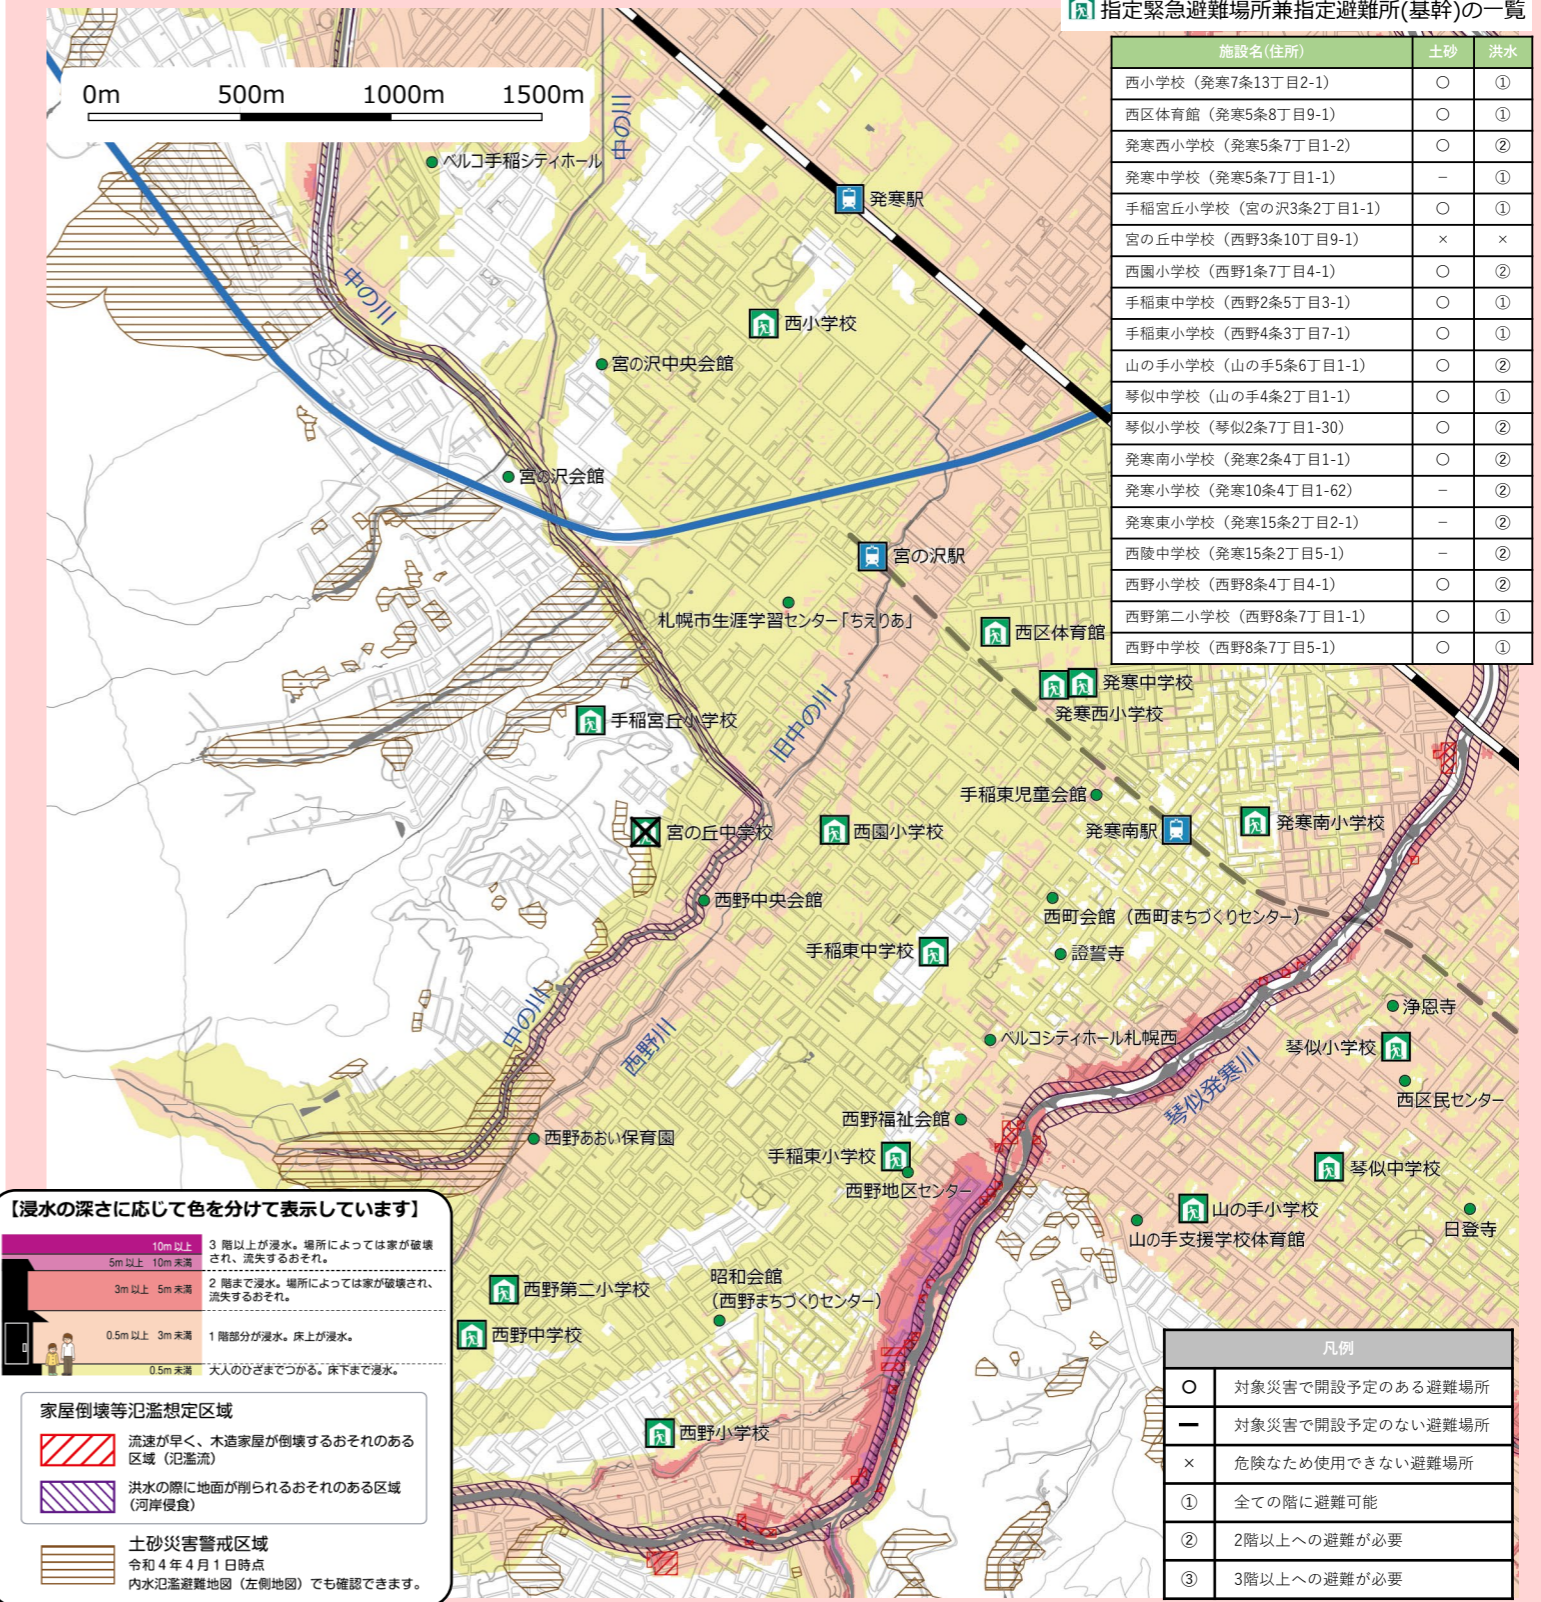 指定緊急避難場所兼指定避難所(基幹)の一覧
施設名(住所) 土砂 洪水
西小学校（発寒7条13丁目2-1） ○ ①
西区体育館（発寒5条8丁目9-1） ○ ①
発寒西小学校（発寒5条7丁目1-2） ○ ②
発寒中学校（発寒5条7丁目1-1） － ①
手稲宮丘小学校（宮の沢3条2丁目1-1） ○ ①
宮の丘中学校（西野3条10丁目9-1） × ×
西園小学校（西野1条7丁目4-1） ○ ②
手稲東中学校（西野2条5丁目3-1） ○ ①
手稲東小学校（西野4条3丁目7-1） ○ ①
山の手小学校（山の手5条6丁目1-1） ○ ②
琴似中学校（山の手4条2丁目1-1） ○ ①
琴似小学校（琴似2条7丁目1-30） ○ ②
発寒南小学校（発寒2条4丁目1-1） ○ ②
発寒小学校（発寒10条4丁目1-62） － ②
発寒東小学校（発寒15条2丁目2-1） － ②
西陵中学校（発寒15条2丁目5-1） － ②
西野小学校（西野8条4丁目4-1） ○ ②
西野第二小学校（西野8条7丁目1-1） ○ ①
西野中学校（西野8条7丁目5-1） ○ ①
0m 500m 1000m 1500m
中の川
ベルコ手稲シティホール
発寒駅
中の川
西小学校
宮の沢中央会館
宮の沢会館
宮の沢駅
札幌市生涯学習センター「ちえりあ」
西区体育館
発寒中学校
発寒西小学校
手稲宮丘小学校
旧中の川
手稲東児童会館
宮の丘中学校
西園小学校
発寒南駅
発寒南小学校
西野中央会館
西町会館（西町まちづくりセンター）
手稲東中学校
證誓寺
浄恩寺
中の川
西野川
ベルコシティホール札幌西
琴似小学校
琴似発寒川
西区民センター
西野福祉会館
西野あおい保育園
手稲東小学校
西野地区センター
琴似中学校
山の手小学校
山の手支援学校体育館
日登寺
西野第二小学校
昭和会館
（西野まちづくりセンター）
西野中学校
西野小学校
【浸水の深さに応じて色を分けて表示しています】
10m以上
5m以上 10m未満
3階以上が浸水。場所によっては家が破壊
され、流失するおそれ。
3m以上 5m未満
2階まで浸水。場所によっては家が破壊され、
流失するおそれ。
0.5m以上 3m未満 1階部分が浸水。床上が浸水。
0.5m未満 大人のひざまでつかる。床下まで浸水。
家屋倒壊等氾濫想定区域
流速が早く、木造家屋が倒壊するおそれのある
区域（氾濫流）
洪水の際に地面が削られるおそれのある区域
（河岸侵食）
土砂災害警戒区域
令和4年4月1日時点
内水氾濫避難地図（左側地図）でも確認できます。
凡例
○ 対象災害で開設予定のある避難場所
ー 対象災害で開設予定のない避難場所
× 危険なため使用できない避難場所
① 全ての階に避難可能
② 2階以上への避難が必要
③ 3階以上への避難が必要